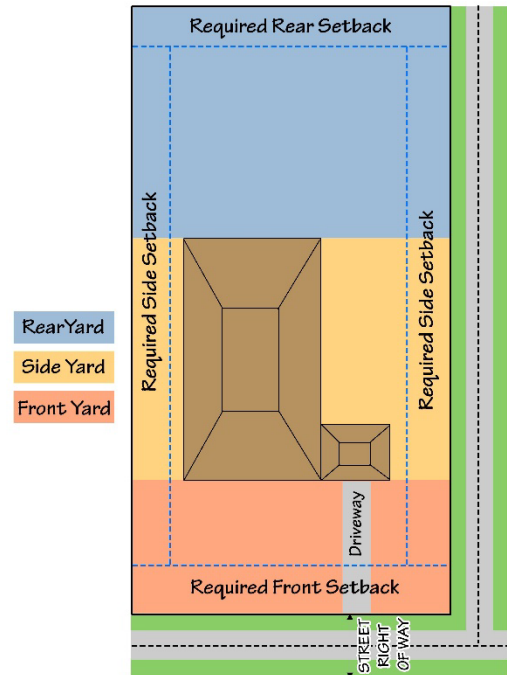 Required Rear Setback
Required Side Setback
Required Side Setback
RearYard
Side Yard
Front Yard
Driveway
Required Front Setback
STREET
RIGHT
OF WAY